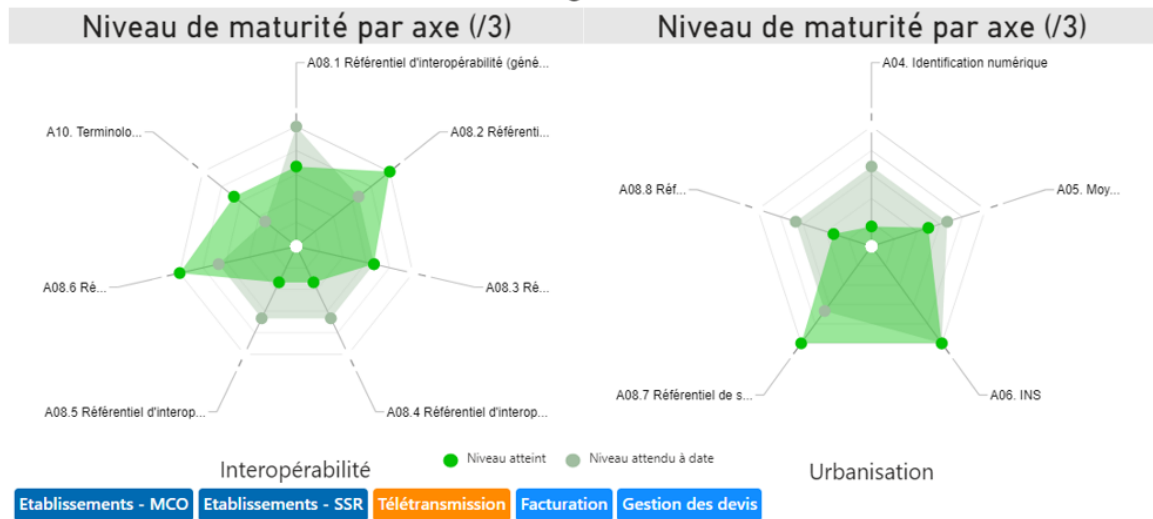 Niveau de maturité par axe (/3)
Niveau de maturité par axe (/3)
A08.1 Référentiel d'interopérabilité (géné...
A10. Terminolo...
A08.2 Référenti...
A08.6 Ré...
A08.3 Ré...
A08.5 Référentiel d'interop...
A08.4 Référentiel d'interop...
A04. Identification numérique
A08.8 Réf...
A05. Moy...
A08.7 Référentiel de s...
A06. INS
Interopérabilité
Niveau atteint
Niveau attendu à date
Urbanisation
Etablissements - MCO
Etablissements - SSR
Télétransmission
Facturation
Gestion des devis